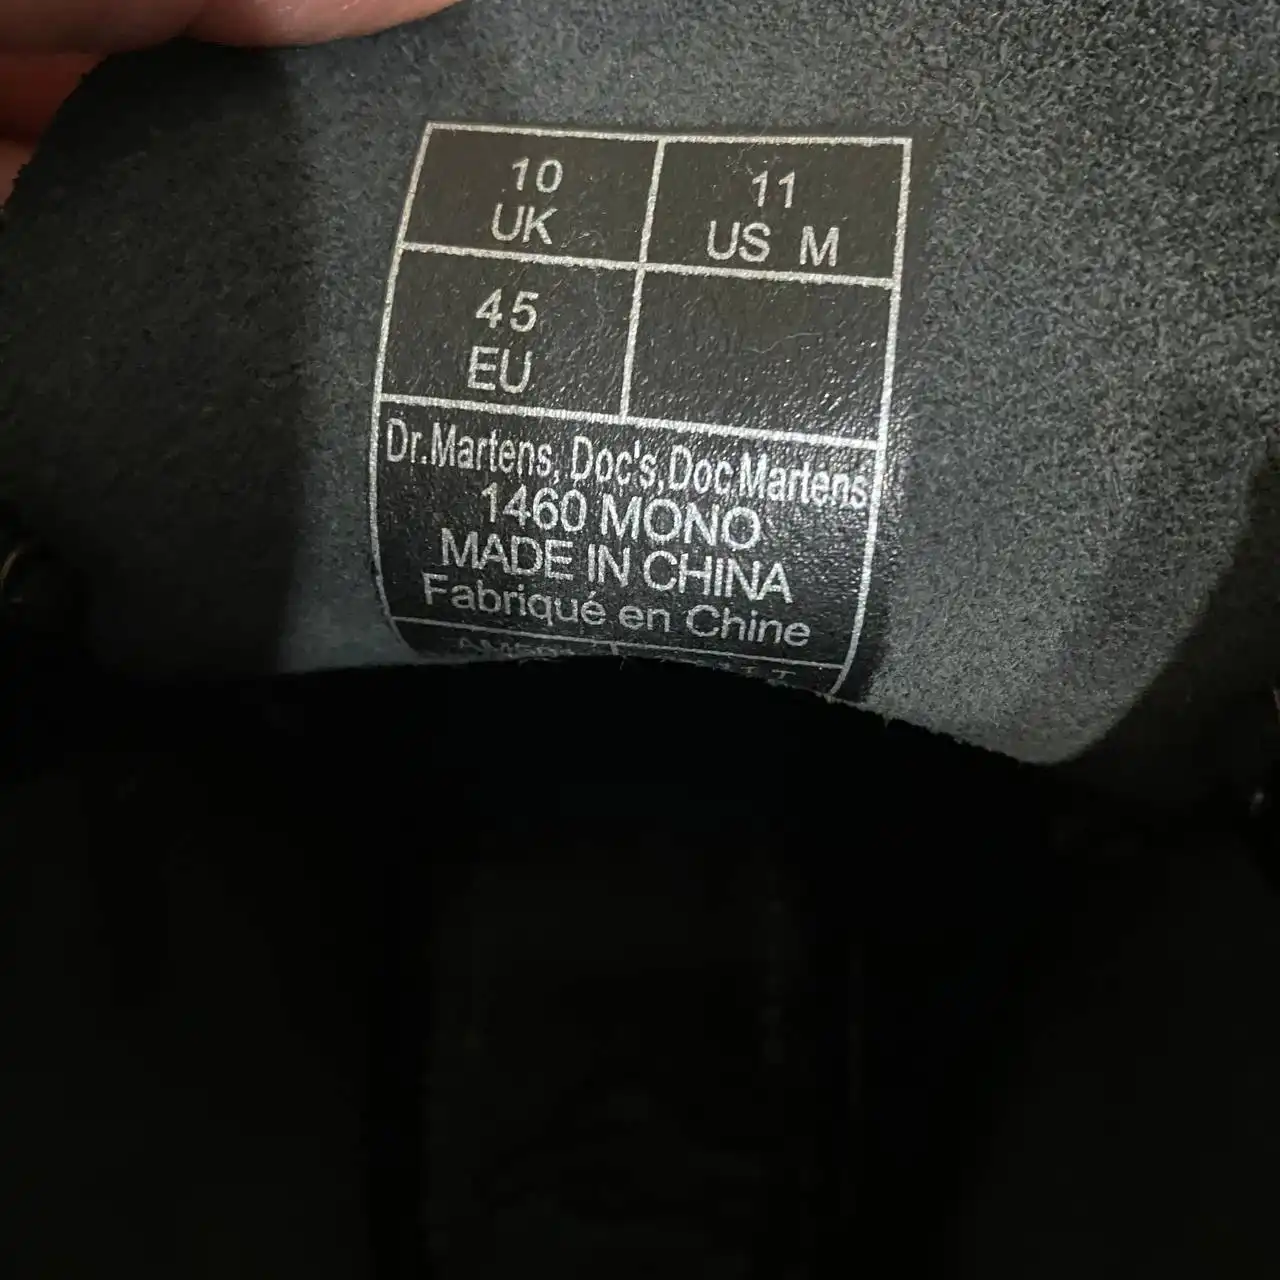 10
UK
11
US M
45
EU
Dr.Martens, Doc's, Doc Martens
1460 MONO
MADE IN CHINA
Fabriqué en Chine